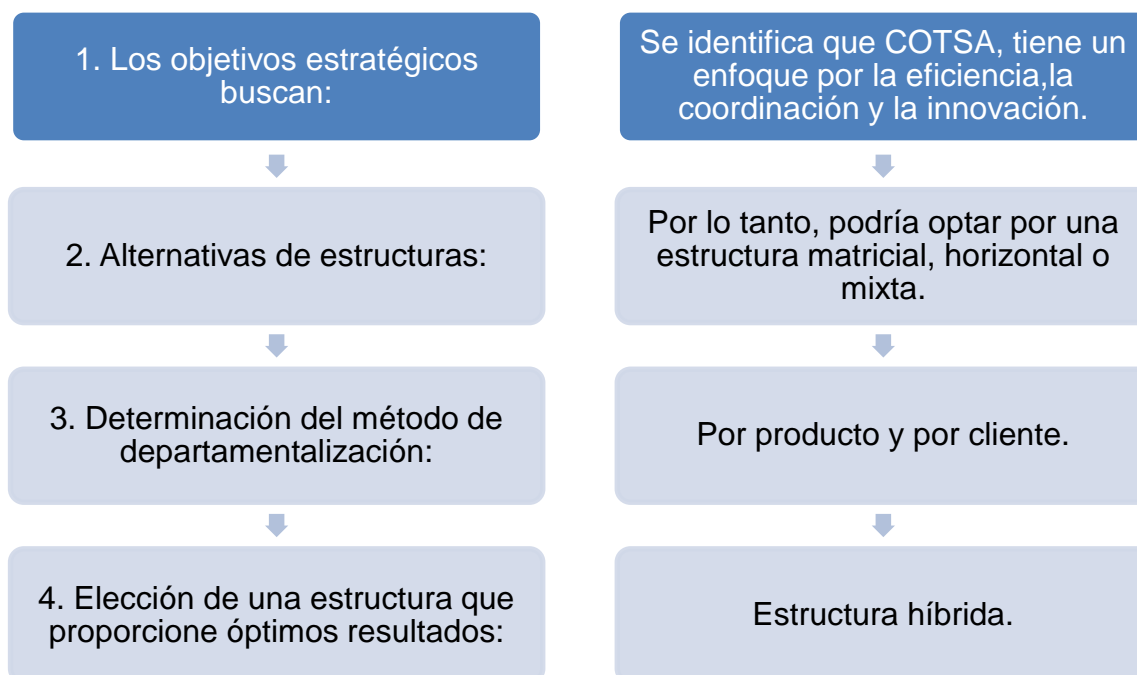 1. Los objetivos estratégicos
buscan:
Se identifica que COTSA, tiene un
enfoque por la eficiencia,la
coordinación y la innovación.
2. Alternativas de estructuras:
Por lo tanto, podría optar por una
estructura matricial, horizontal o
mixta.
3. Determinación del método de
departamentalización:
Por producto y por cliente.
4. Elección de una estructura que
proporcione óptimos resultados:
Estructura híbrida.